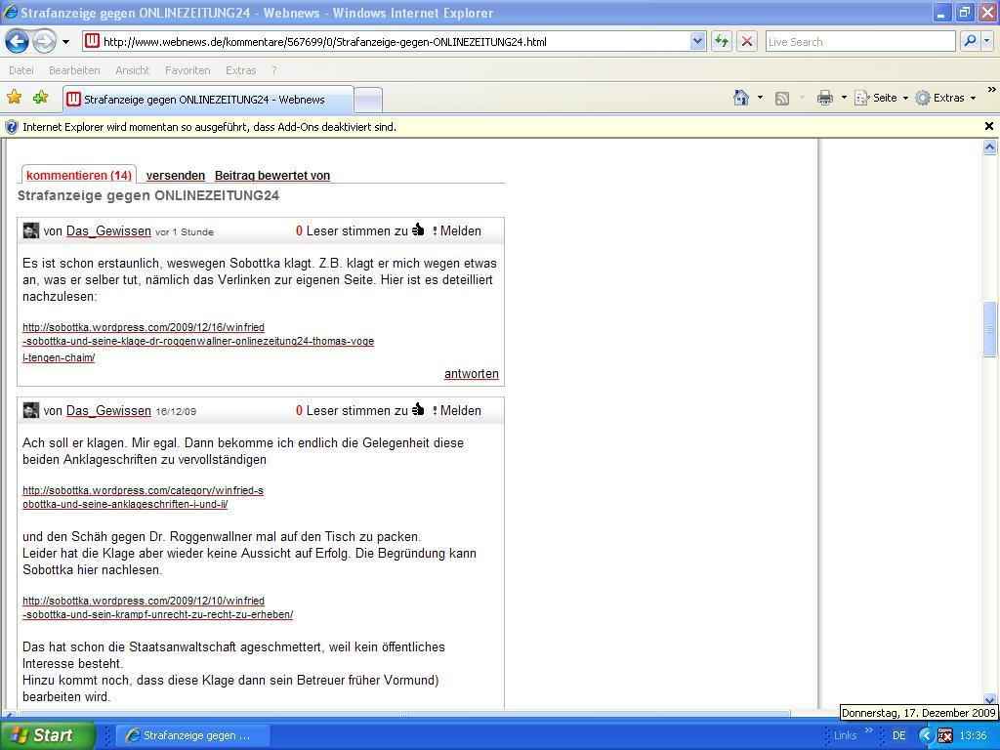 Strafanzeige gegen ONLINEZEITUNG24 - Webnews - Windows Internet Explorer
http://www.webnews.de/kommentare/567699/0/Strafanzeige-gegen-ONLINEZEITUNG24.html
Live Search
Datei Bearbeiten Ansicht Favoriten Extras ?
Strafanzeige gegen ONLINEZEITUNG24 - Webnews
Seite Extras »
Internet Explorer wird momentan so ausgeführt, dass Add-Ons deaktiviert sind.
kommentieren (14) versenden Beitrag bewertet von
Strafanzeige gegen ONLINEZEITUNG24
von Das_Gewissen vor 1 Stunde 0 Leser stimmen zu ! Melden
Es ist schon erstaunlich, weswegen Sobottka klagt. Z.B. klagt er mich wegen etwas
an, was er selber tut, nämlich das Verlinken zur eigenen Seite. Hier ist es deteilliert
nachzulesen:
http://sobottka.wordpress.com/2009/12/16/winfried
-sobottka-und-seine-klage-dr-roggenwallner-onlinezeitung24-thomas-voge
l-tengen-chaim/
antworten
von Das_Gewissen 16/12/09 0 Leser stimmen zu ! Melden
Ach soll er klagen. Mir egal. Dann bekomme ich endlich die Gelegenheit diese
beiden Anklageschriften zu vervollständigen
http://sobottka.wordpress.com/category/winfried-s
obottka-und-seine-anklageschriften-i-und-ii/
und den Schäh gegen Dr. Roggenwallner mal auf den Tisch zu packen.
Leider hat die Klage aber wieder keine Aussicht auf Erfolg. Die Begründung kann
Sobottka hier nachlesen.
http://sobottka.wordpress.com/2009/12/10/winfried
-sobottka-und-sein-krampf-unrecht-zu-recht-zu-erheben/
Das hat schon die Staatsanwaltschaft ageschmettert, weil kein öffentliches
Interesse besteht.
Hinzu kommt noch, dass diese Klage dann sein Betreuer früher Vormund)
bearbeiten wird.
Donnerstag, 17. Dezember 2009
Start Strafanzeige gegen ... Links » DE 13:36